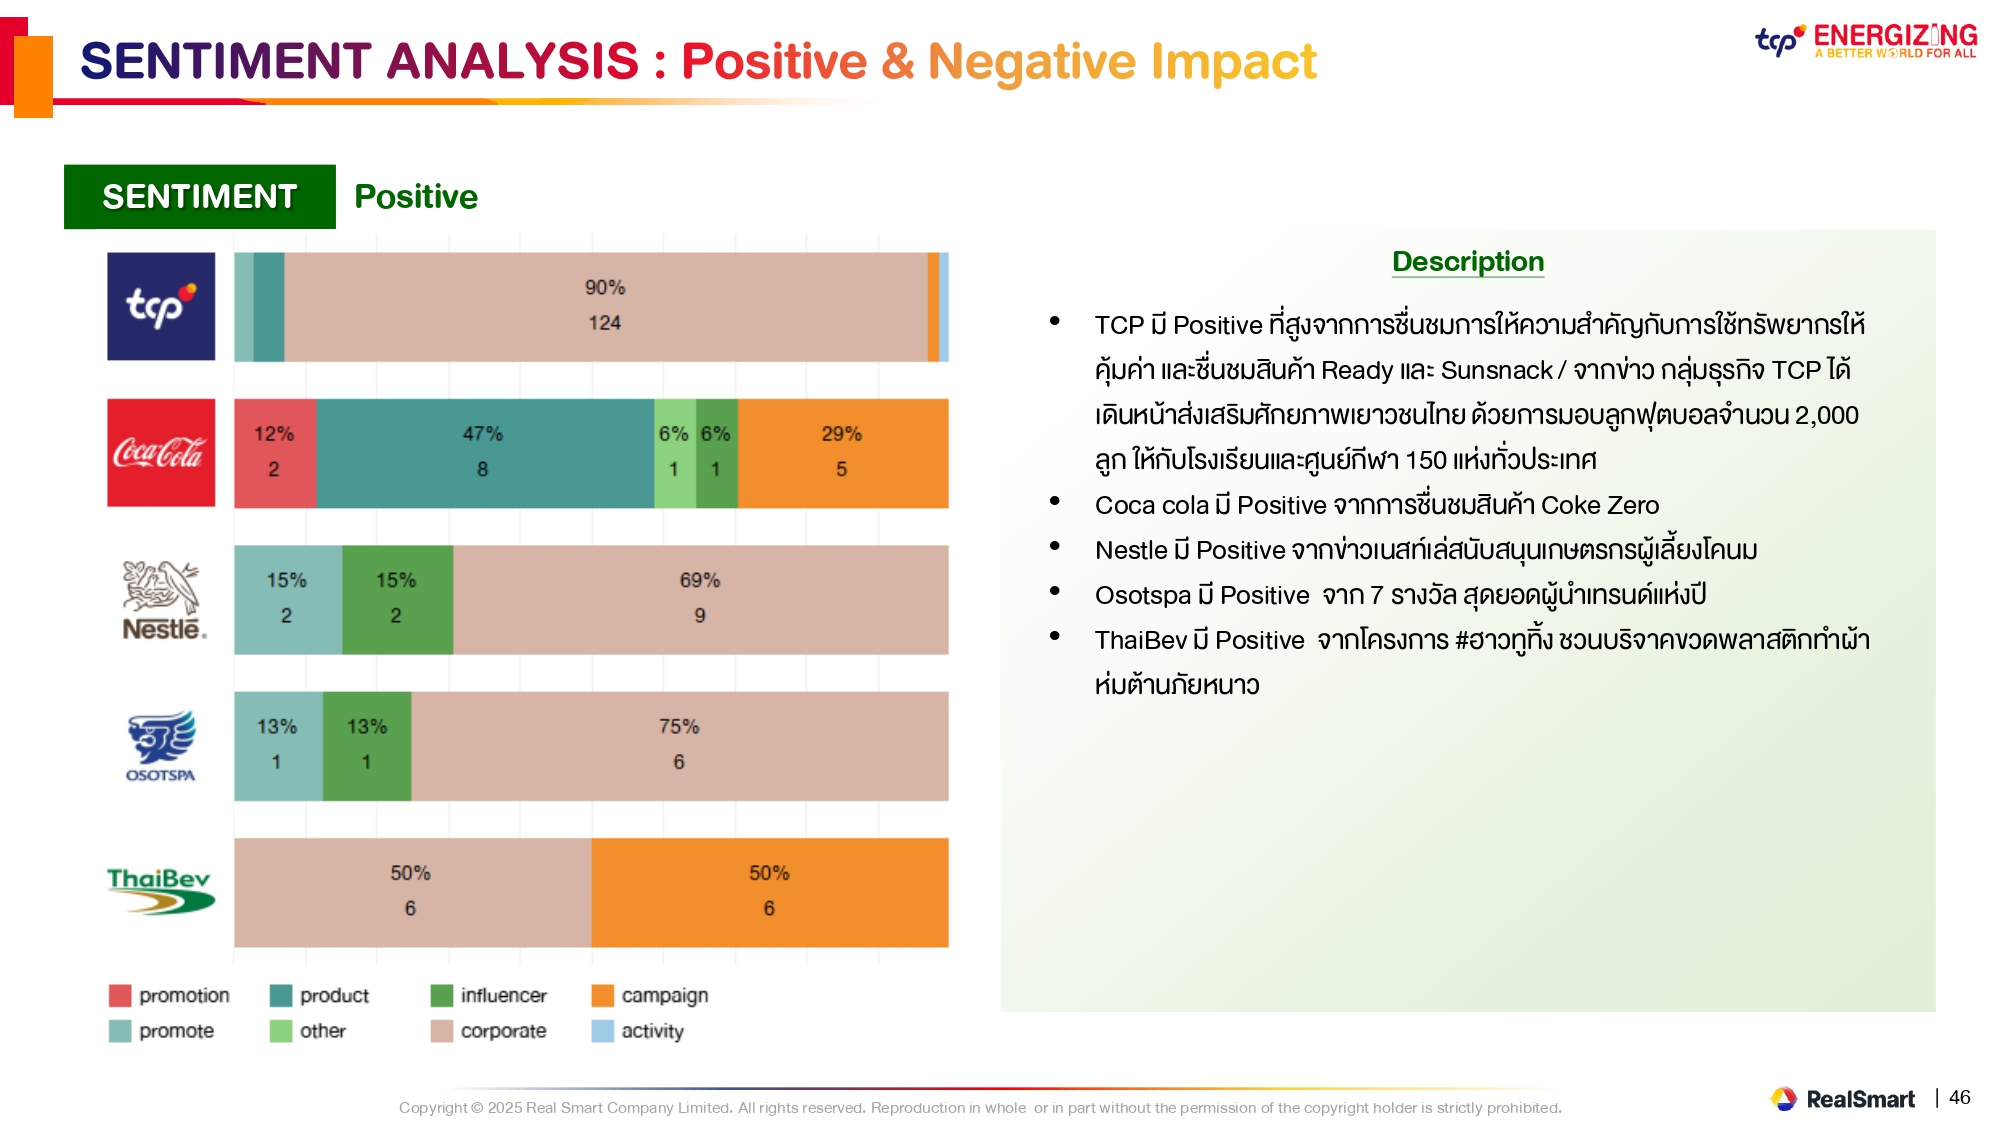 SENTIMENT ANALYSIS : Positive & Negative Impact
tcp ENERGIZING
A BETTER WORLD FOR ALL
SENTIMENT
Positive
tcp
90%
124
Coca-Cola
12% 47% 6% 6% 29%
2 8 1 1 5
Nestlé.
15% 15% 69%
2 2 9
OSOTSPA
13% 13% 75%
1 1 6
ThaiBev
50% 50%
6 6
promotion product influencer campaign
promote other corporate activity
Description
• TCP มี Positive ที่สูงจากการชื่นชมการให้ความสำคัญกับการใช้ทรัพยากรให้
คุ้มค่า และชื่นชมสินค้า Ready และ Sunsnack / จากข่าว กลุ่มธุรกิจ TCP ได้
เดินหน้าส่งเสริมศักยภาพเยาวชนไทย ด้วยการมอบลูกฟุตบอลจำนวน 2,000
ลูก ให้กับโรงเรียนและศูนย์กีฬา 150 แห่งทั่วประเทศ
• Coca cola มี Positive จากการชื่นชมสินค้า Coke Zero
• Nestle มี Positive จากข่าวเนสท์เล่สนับสนุนเกษตรกรผู้เลี้ยงโคนม
• Osotspa มี Positive จาก 7 รางวัล สุดยอดผู้นำเทรนด์แห่งปี
• ThaiBev มี Positive จากโครงการ #ฮาวทูทิ้ง ชวนบริจาคขวดพลาสติกทำผ้า
ห่มต้านภัยหนาว
Copyright © 2025 Real Smart Company Limited. All rights reserved. Reproduction in whole or in part without the permission of the copyright holder is strictly prohibited.
RealSmart | 46